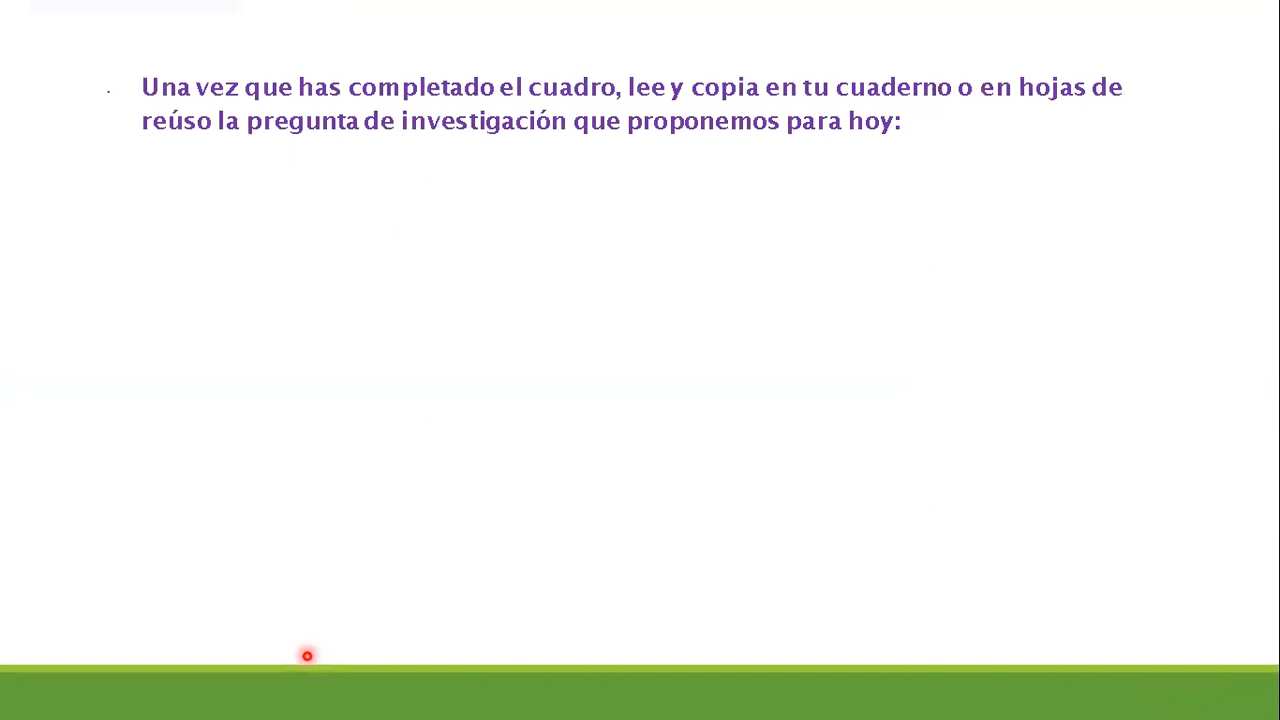 Una vez que has completado el cuadro, lee y copia en tu cuaderno o en hojas de
reúso la pregunta de investigación que proponemos para hoy: